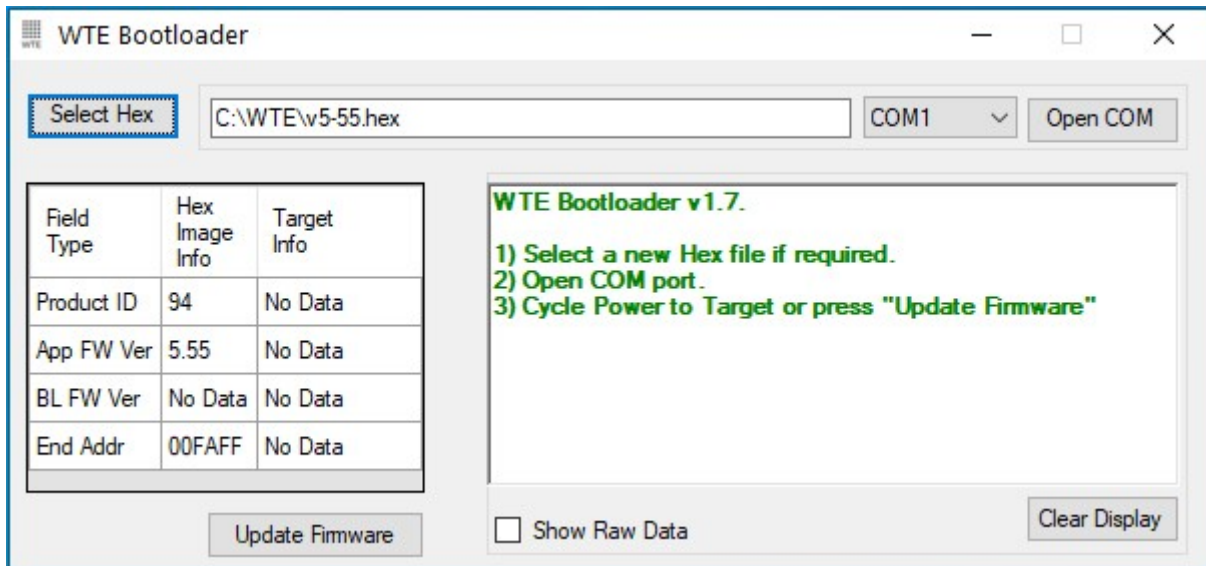 WTE Bootloader
Select Hex
C:\WTE\v5-55.hex
COM1
Open COM
Field
Type
Hex
Image
Info
Target
Info
Product ID 94 No Data
App FW Ver 5.55 No Data
BL FW Ver No Data No Data
End Addr 00FAFF No Data
Update Firmware
WTE Bootloader v1.7.
1) Select a new Hex file if required.
2) Open COM port.
3) Cycle Power to Target or press "Update Firmware"
Show Raw Data
Clear Display